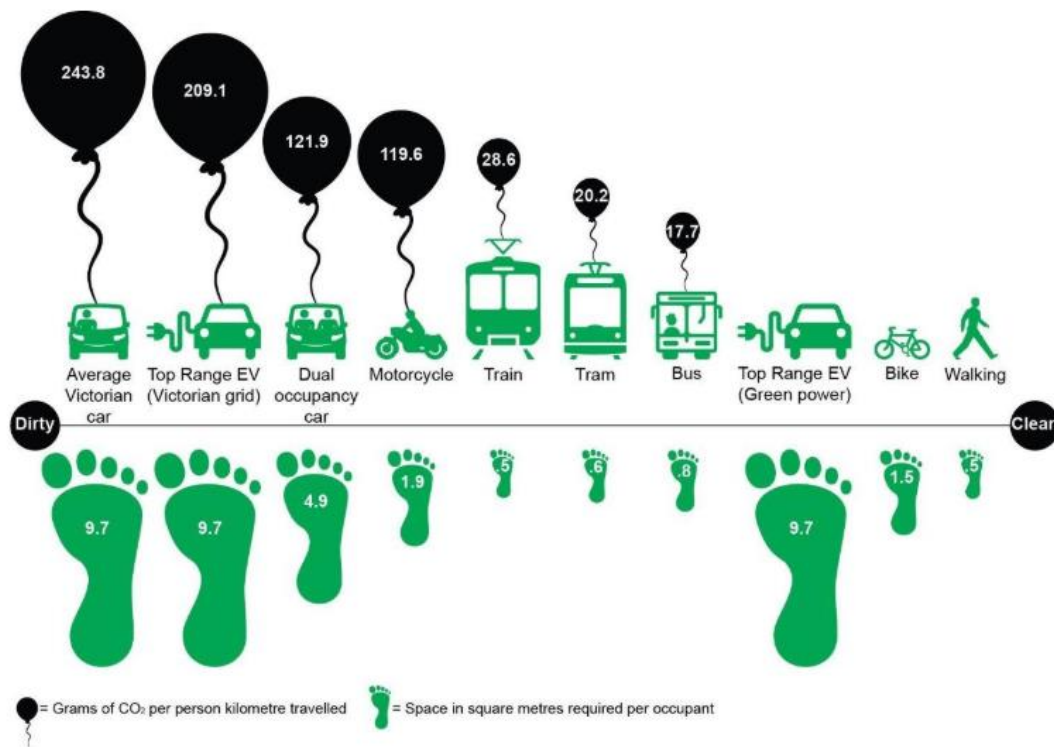 243.8
209.1
121.9
119.6
28.6
20.2
17.7
Average
Victorian
car
Top Range EV
(Victorian grid)
Dual
occupancy
car
Motorcycle
Train
Tram
Bus
Top Range EV
(Green power)
Bike
Walking
Dirty
Clean
9.7
9.7
4.9
1.9
.5
.6
.8
9.7
1.5
.5
= Grams of CO₂ per person kilometre travelled
= Space in square metres required per occupant